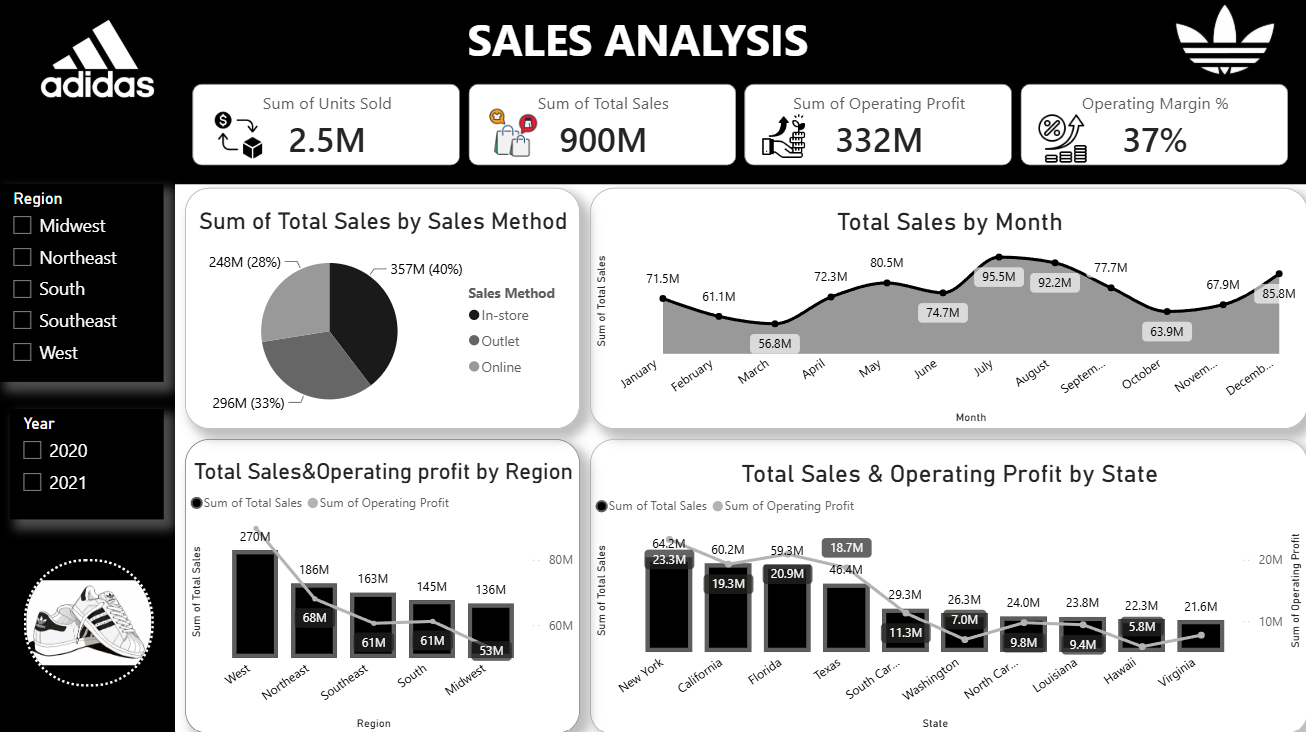 adidas
SALES ANALYSIS
Sum of Units Sold
2.5M
Sum of Total Sales
900M
Sum of Operating Profit
332M
Operating Margin %
37%
Region
Midwest
Northeast
South
Southeast
West
Year
2020
2021
Sum of Total Sales by Sales Method
248M (28%)
357M (40%)
296M (33%)
Sales Method
In-store
Outlet
Online
Total Sales by Month
Sum of Total Sales
71.5M
61.1M
56.8M
72.3M
80.5M
74.7M
95.5M
92.2M
77.7M
63.9M
67.9M
85.8M
January
February
March
April
May
June
July
August
Septem...
October
Novem...
Decemb...
Month
Total Sales&Operating profit by Region
Sum of Total Sales
Sum of Operating Profit
Sum of Total Sales
270M
186M
163M
145M
136M
68M
61M
61M
53M
80M
60M
West
Northeast
Southeast
South
Midwest
Region
Total Sales & Operating Profit by State
Sum of Total Sales
Sum of Operating Profit
Sum of Total Sales
64.2M
60.2M
59.3M
46.4M
29.3M
26.3M
24.0M
23.8M
22.3M
21.6M
23.3M
19.3M
20.9M
18.7M
11.3M
7.0M
9.8M
9.4M
5.8M
20M
10M
Sum of Operating Profit
New York
California
Florida
Texas
South Car...
Washington
North Car...
Louisiana
Hawaii
Virginia
State